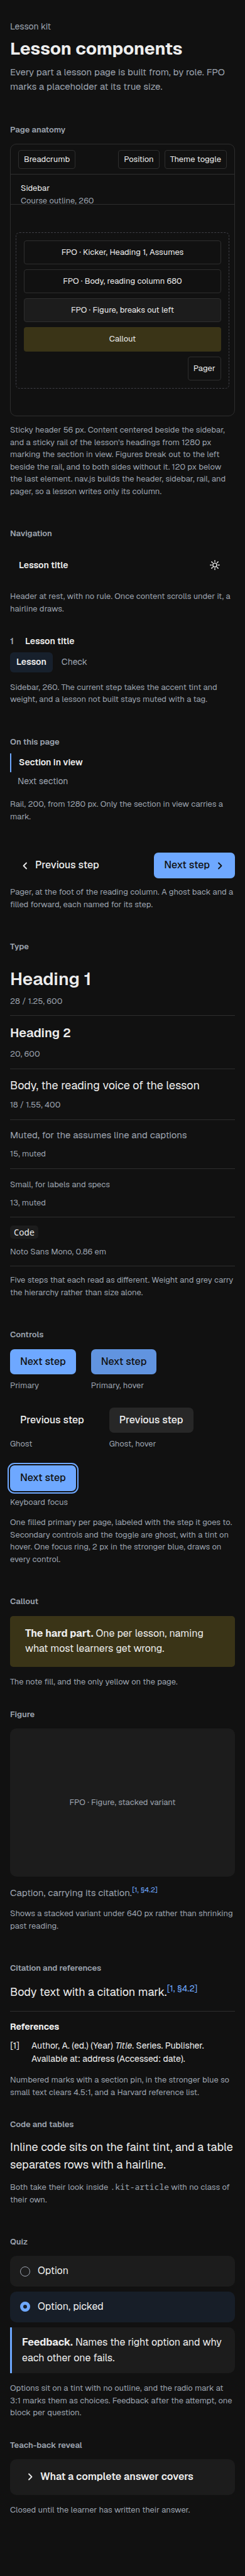 Lesson kit
Lesson components
Every part a lesson page is built from, by role. FPO
marks a placeholder at its true size.
Page anatomy
Breadcrumb
Position
Theme toggle
Sidebar
Course outline, 260
FPO · Kicker, Heading 1, Assumes
FPO · Body, reading column 680
FPO · Figure, breaks out left
Callout
Pager
Sticky header 56 px. Content centered beside the sidebar,
and a sticky rail of the lesson's headings from 1280 px
marking the section in view. Figures break out to the left
beside the rail, and to both sides without it. 120 px below
the last element. nav.js builds the header, sidebar, rail, and
pager, so a lesson writes only its column.
Navigation
Lesson title
Header at rest, with no rule. Once content scrolls under it, a
hairline draws.
1 Lesson title
Lesson Check
Sidebar, 260. The current step takes the accent tint and
weight, and a lesson not built stays muted with a tag.
On this page
Section in view
Next section
Rail, 200, from 1280 px. Only the section in view carries a
mark.
Previous step
Next step
Pager, at the foot of the reading column. A ghost back and a
filled forward, each named for its step.
Type
Heading 1
28 / 1.25, 600
Heading 2
20, 600
Body, the reading voice of the lesson
18 / 1.55, 400
Muted, for the assumes line and captions
15, muted
Small, for labels and specs
13, muted
Code
Noto Sans Mono, 0.86 em
Five steps that each read as different. Weight and grey carry
the hierarchy rather than size alone.
Controls
Next step
Next step
Primary
Primary, hover
Previous step
Previous step
Ghost
Ghost, hover
Next step
Keyboard focus
One filled primary per page, labeled with the step it goes to.
Secondary controls and the toggle are ghost, with a tint on
hover. One focus ring, 2 px in the stronger blue, draws on
every control.
Callout
The hard part. One per lesson, naming
what most learners get wrong.
The note fill, and the only yellow on the page.
Figure
FPO · Figure, stacked variant
Caption, carrying its citation.[1, §4.2]
Shows a stacked variant under 640 px rather than shrinking
past reading.
Citation and references
Body text with a citation mark.[1, §4.2]
References
[1] Author, A. (ed.) (Year) Title. Series. Publisher.
Available at: address (Accessed: date).
Numbered marks with a section pin, in the stronger blue so
small text clears 4.5:1, and a Harvard reference list.
Code and tables
Inline code sits on the faint tint, and a table
separates rows with a hairline.
Both take their look inside .kit-article with no class of
their own.
Quiz
Option
Option, picked
Feedback. Names the right option and why
each other one fails.
Options sit on a tint with no outline, and the radio mark at
3:1 marks them as choices. Feedback after the attempt, one
block per question.
Teach-back reveal
What a complete answer covers
Closed until the learner has written their answer.